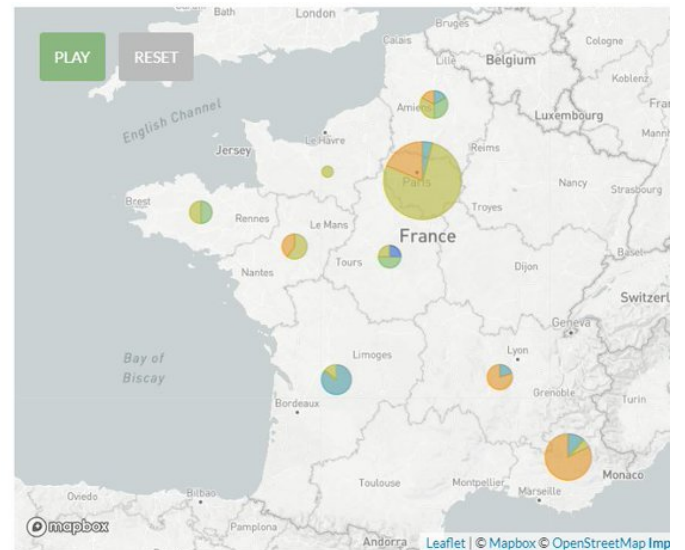 Bath
London
Bruges
Cologne
Calais
PLAY
RESET
Lille
Belgium
Koblenz
Amiens
English Channel
Luxembourg
Le Havre
Jersey
Reims
Paris
Nancy
Strasbourg
Brest
Rennes
Le Mans
Troyes
France
Nantes
Tours
Dijon
Basel
Switzerl
Geneva
Bay of
Biscay
Limoges
Lyon
Bordeaux
Grenoble
Turin
Toulouse
Montpellier
Marseille
Monaco
Oviedo
Bilbao
Pamplona
Andorra
mapbox
Leaflet | © Mapbox © OpenStreetMap Imp